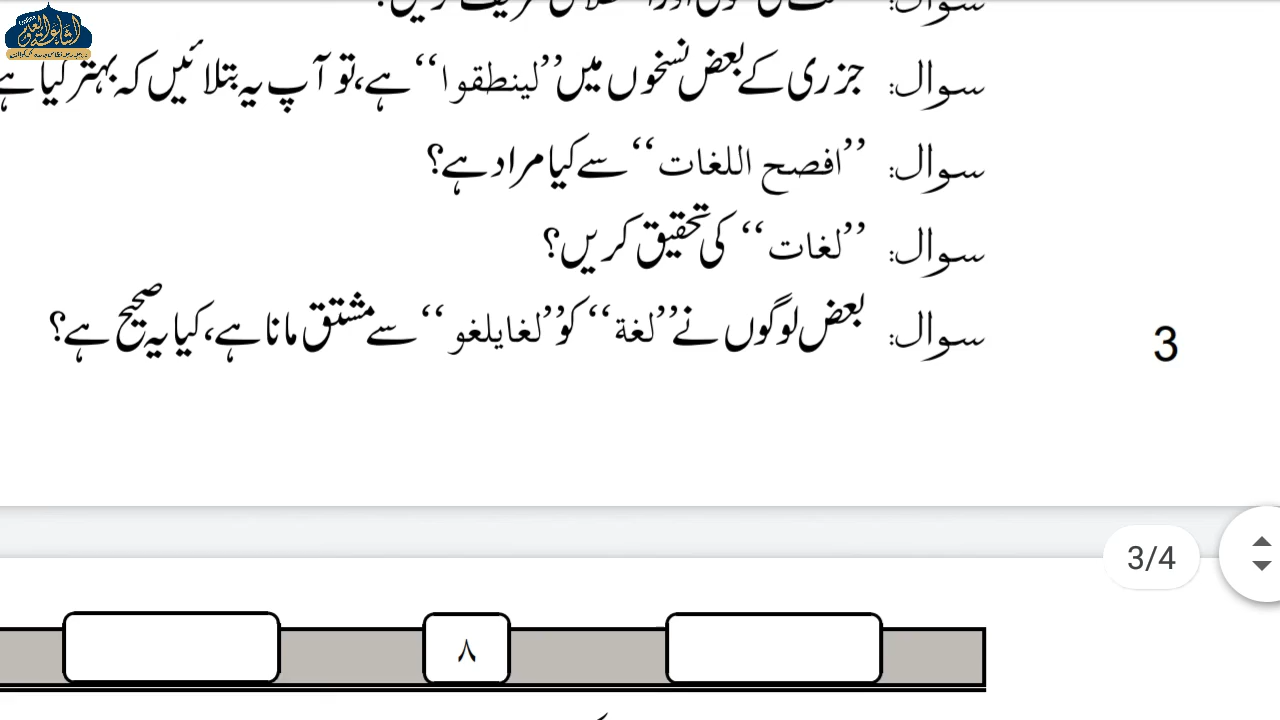 سوال:
سوال: جزری کے بعض نسخوں میں ’’لینطقوا‘‘ ہے، تو آپ یہ بتلائیں کہ بہتر کیا ہے
سوال: ’’افصح اللغات‘‘ سے کیا مراد ہے؟
سوال: ’’لغات‘‘ کی تحقیق کریں؟
سوال: بعض لوگوں نے ’’لغة‘‘ کو ’’لغا یلغو‘‘ سے مشتق مانا ہے، کیا یہ صحیح ہے؟
3
3/4
۸